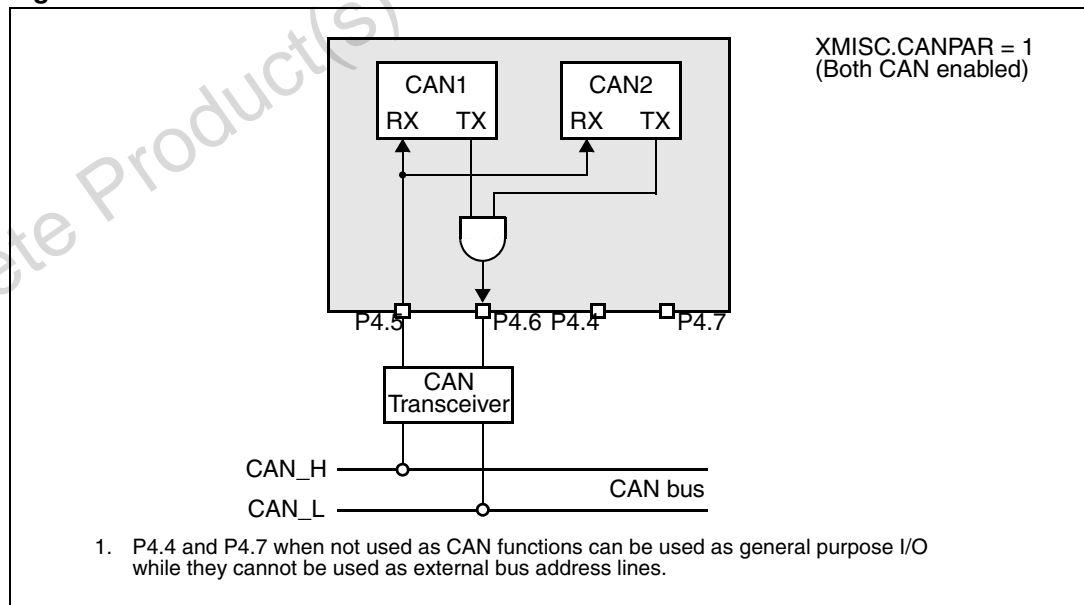 XMISC.CANPAR = 1
(Both CAN enabled)
CAN1
RX TX
CAN2
RX TX
P4.5
P4.6
P4.4
P4.7
CAN
Transceiver
CAN_H
CAN bus
CAN_L
1. P4.4 and P4.7 when not used as CAN functions can be used as general purpose I/O
while they cannot be used as external bus address lines.
Product(s)